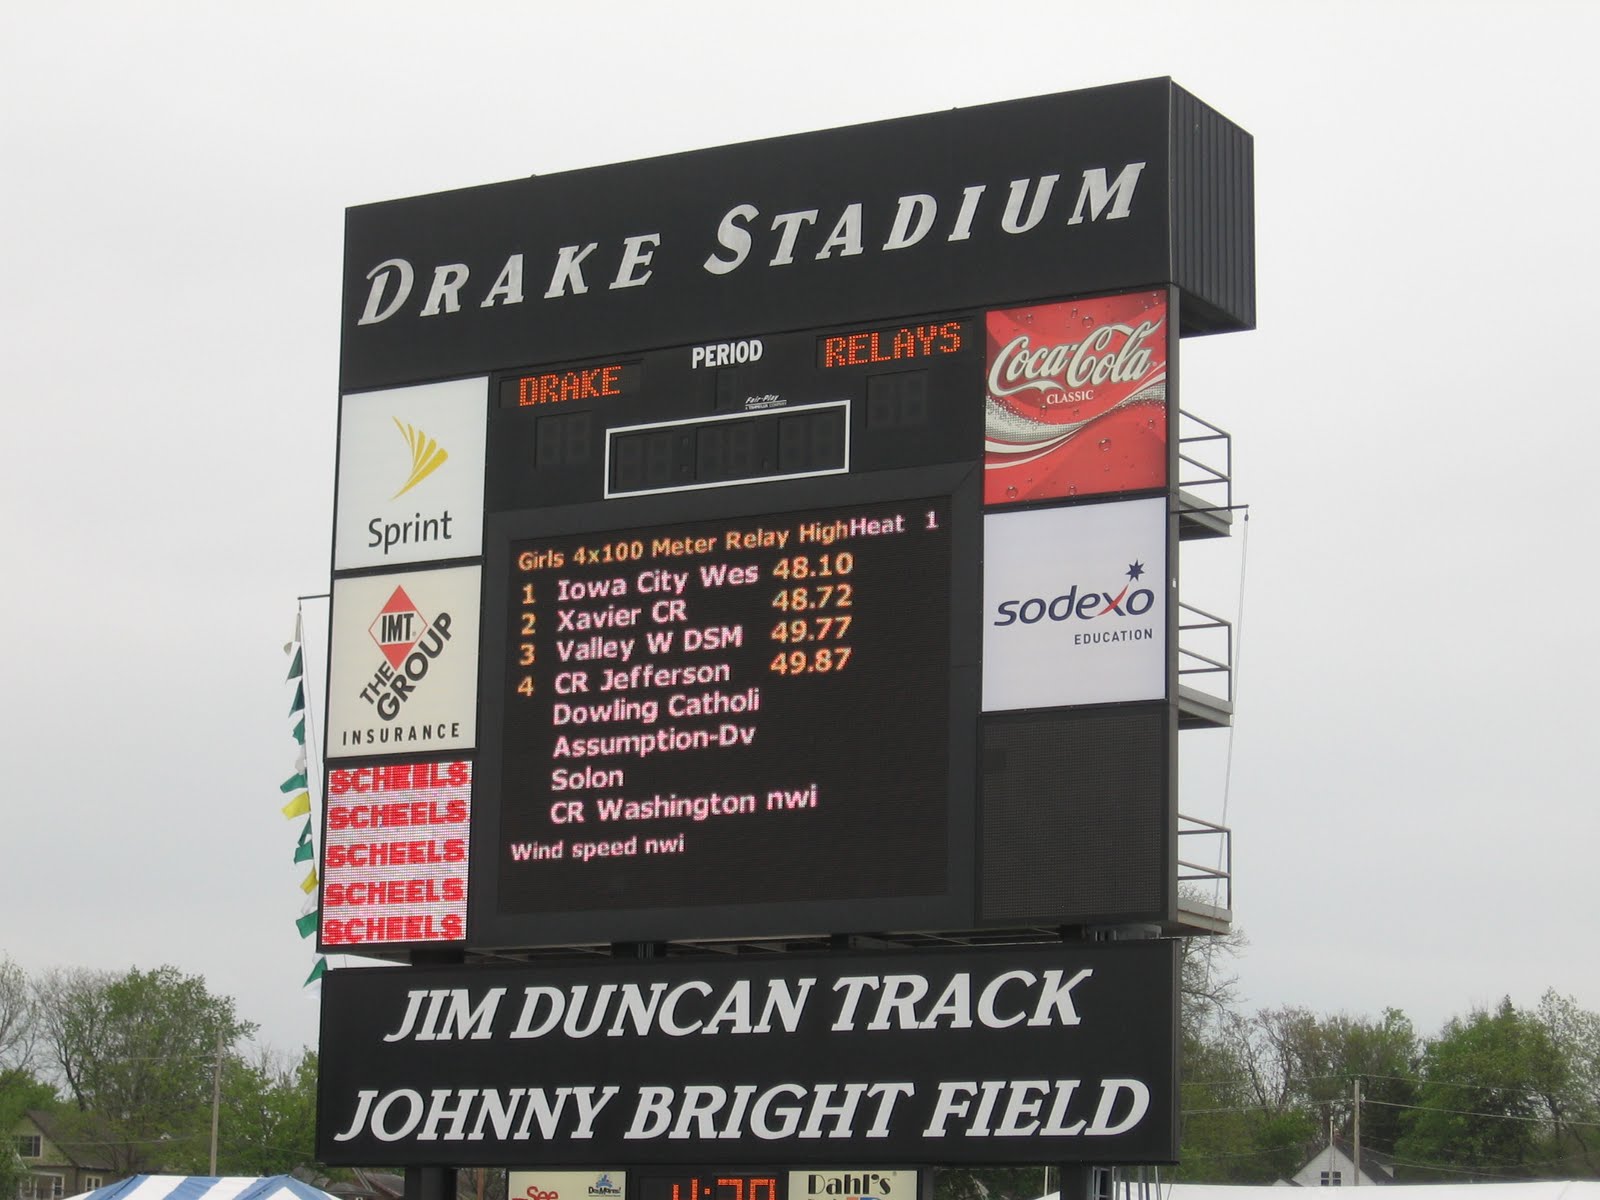 DRAKE STADIUM
DRAKE
PERIOD
RELAYS
Fair-Play
Coca-Cola
CLASSIC
Sprint
IMT
THE
GROUP
INSURANCE
SCHEELS
SCHEELS
SCHEELS
SCHEELS
SCHEELS
Girls 4x100 Meter Relay HighHeat 1
1 Iowa City Wes 48.10
2 Xavier CR 48.72
3 Valley W DSM 49.77
4 CR Jefferson 49.87
Dowling Catholi
Assumption-Dv
Solon
CR Washington nwi
Wind speed nwi
sodexo
EDUCATION
JIM DUNCAN TRACK
JOHNNY BRIGHT FIELD
See
Dahl's